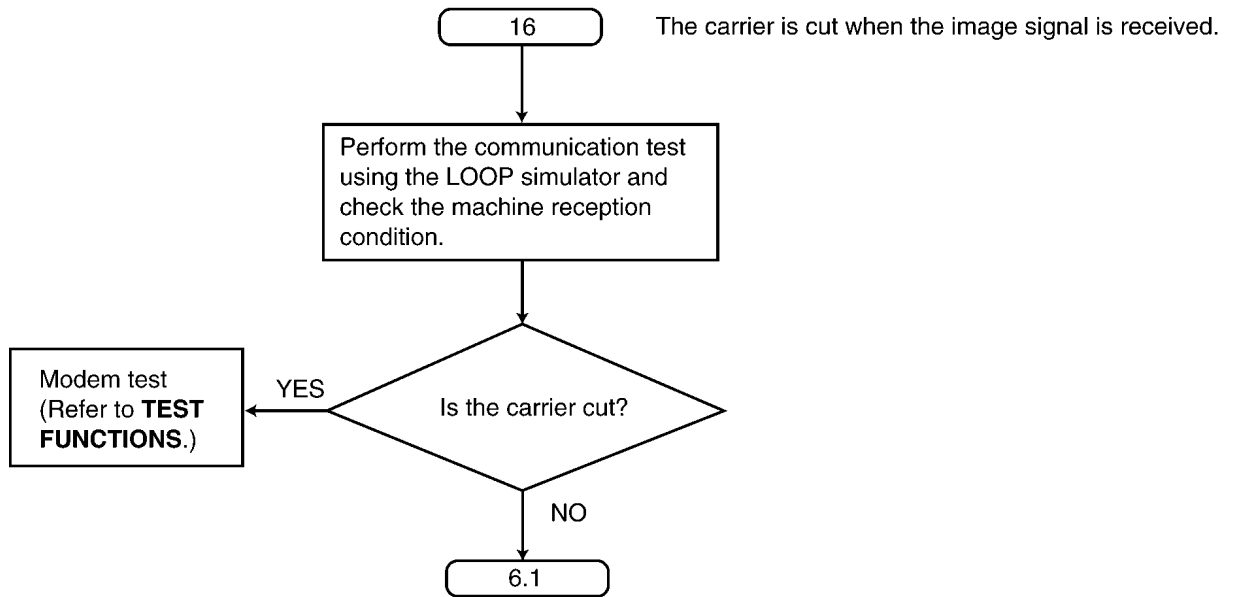 16
The carrier is cut when the image signal is received.
Perform the communication test
using the LOOP simulator and
check the machine reception
condition.
Modem test
(Refer to TEST
FUNCTIONS.)
YES
Is the carrier cut?
NO
6.1